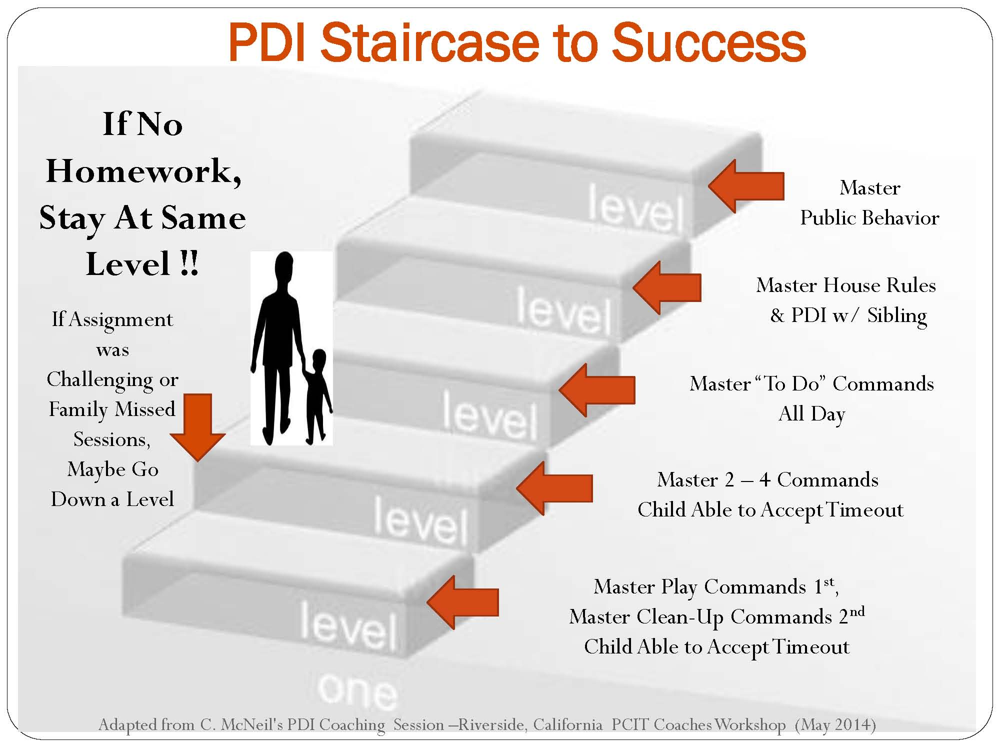 PDI Staircase to Success
If No
Homework,
Stay At Same
Level !!
If Assignment
was
Challenging or
Family Missed
Sessions,
Maybe Go
Down a Level
level
Master
Public Behavior
level
Master House Rules
& PDI w/ Sibling
level
Master “To Do” Commands
All Day
level
Master 2 – 4 Commands
Child Able to Accept Timeout
level
one
Master Play Commands 1st,
Master Clean-Up Commands 2nd
Child Able to Accept Timeout
Adapted from C. McNeil's PDI Coaching Session –Riverside, California PCIT Coaches Workshop (May 2014)